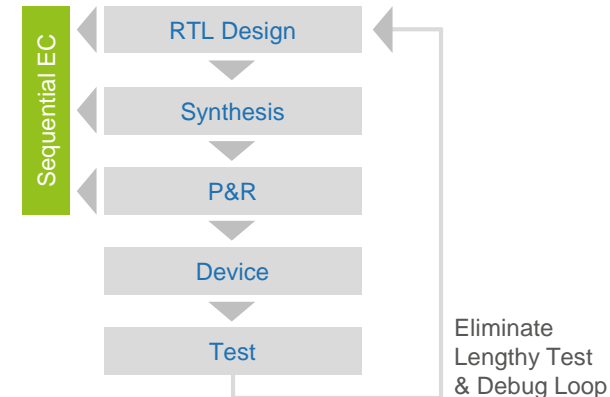 Sequential EC
RTL Design
Synthesis
P&R
Device
Test
Eliminate
Lengthy Test
& Debug Loop